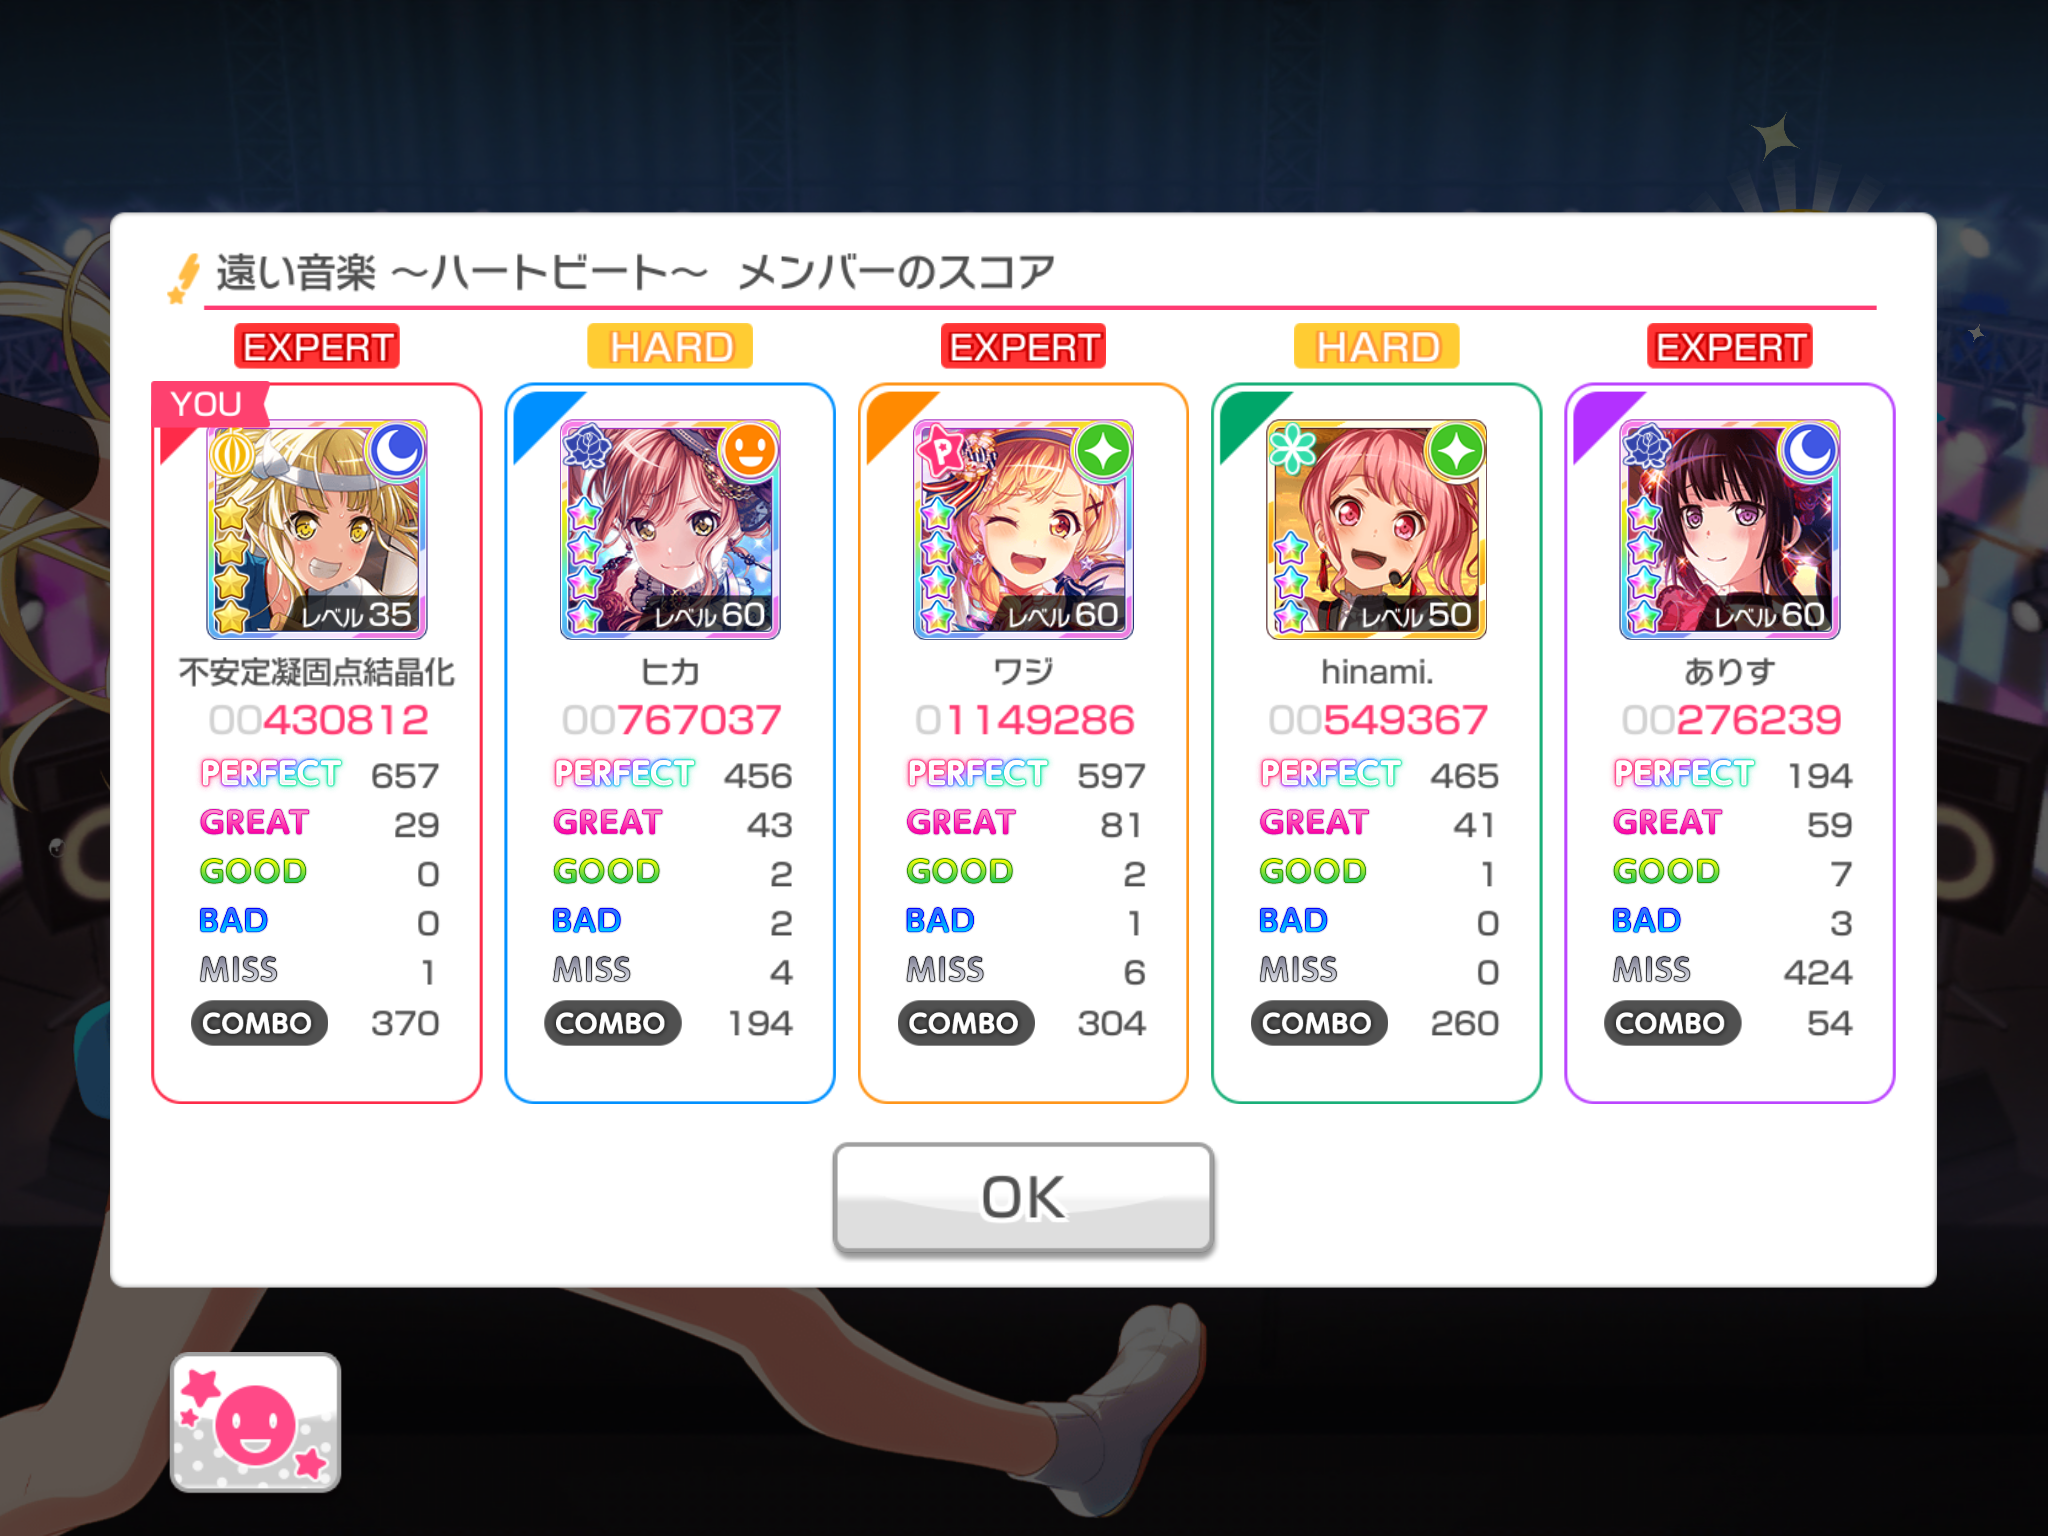 遠い音楽 ～ハートビート～ メンバーのスコア
EXPERT HARD EXPERT HARD EXPERT
YOU
レベル35 レベル60 レベル60 レベル50 レベル60
不安定凝固点結晶化 ヒカ ワジ hinami. ありす
00430812 00767037 01149286 00549367 00276239
PERFECT 657 PERFECT 456 PERFECT 597 PERFECT 465 PERFECT 194
GREAT 29 GREAT 43 GREAT 81 GREAT 41 GREAT 59
GOOD 0 GOOD 2 GOOD 2 GOOD 1 GOOD 7
BAD 0 BAD 2 BAD 1 BAD 0 BAD 3
MISS 1 MISS 4 MISS 6 MISS 0 MISS 424
COMBO 370 COMBO 194 COMBO 304 COMBO 260 COMBO 54
OK